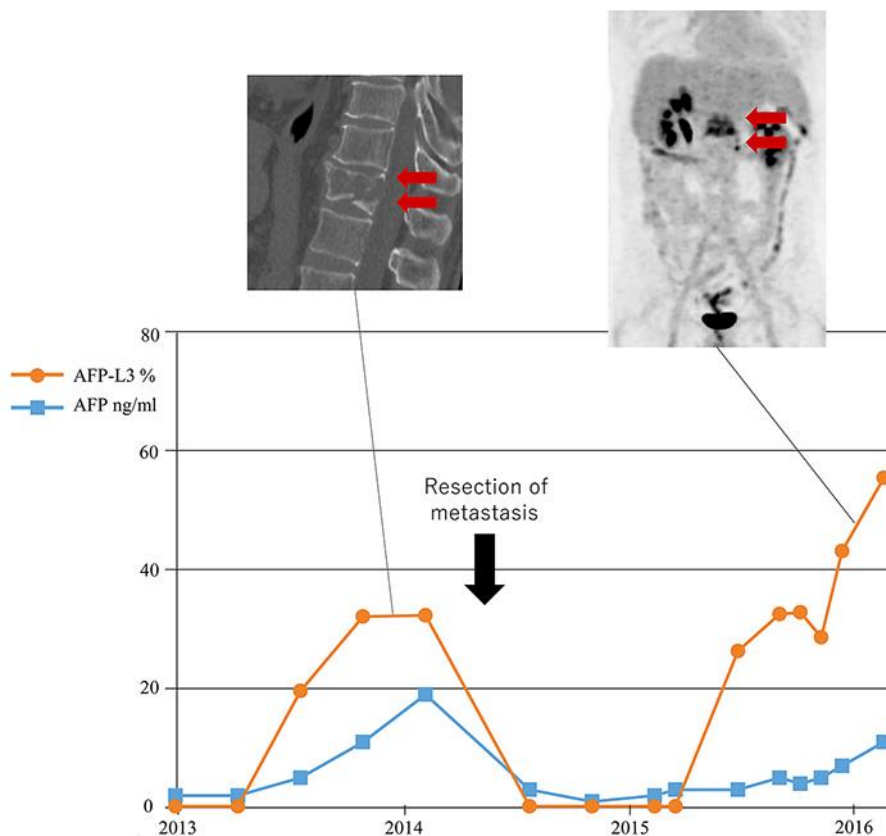 80
AFP-L3 %
AFP ng/ml
60
Resection of
metastasis
40
20
0
2013
2014
2015
2016